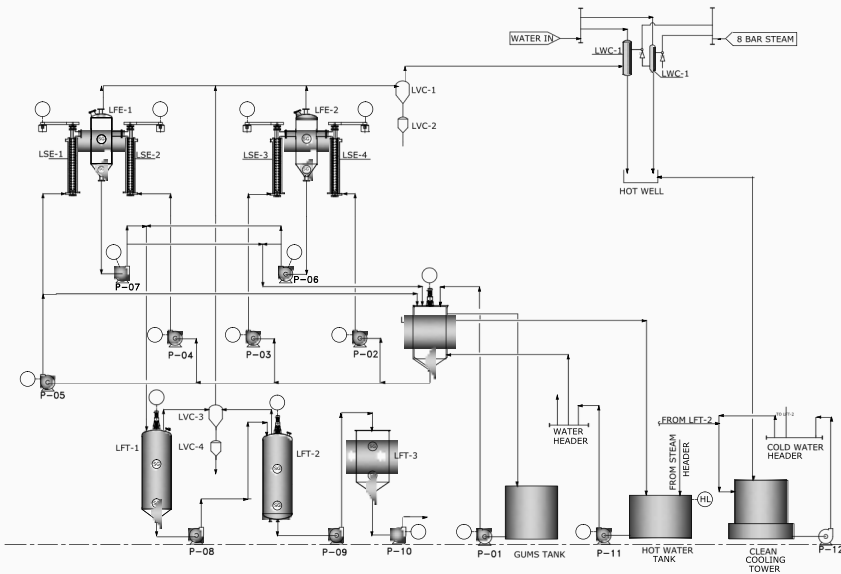 WATER IN
LWC-1
8 BAR STEAM
LWC-1
LVC-1
LFE-1
LFE-2
LVC-2
LSE-1
LSE-2
LSE-3
LSE-4
HOT WELL
P-07
P-06
P-04
P-03
P-02
P-05
LVC-3
LVC-4
LFT-1
LFT-2
LFT-3
WATER
HEADER
FROM LFT-2
FROM STEAM
HEADER
COLD WATER
HEADER
HL
P-08
P-09
P-10
P-01
GUMS TANK
P-11
HOT WATER
TANK
CLEAN
COOLING
TOWER
P-12